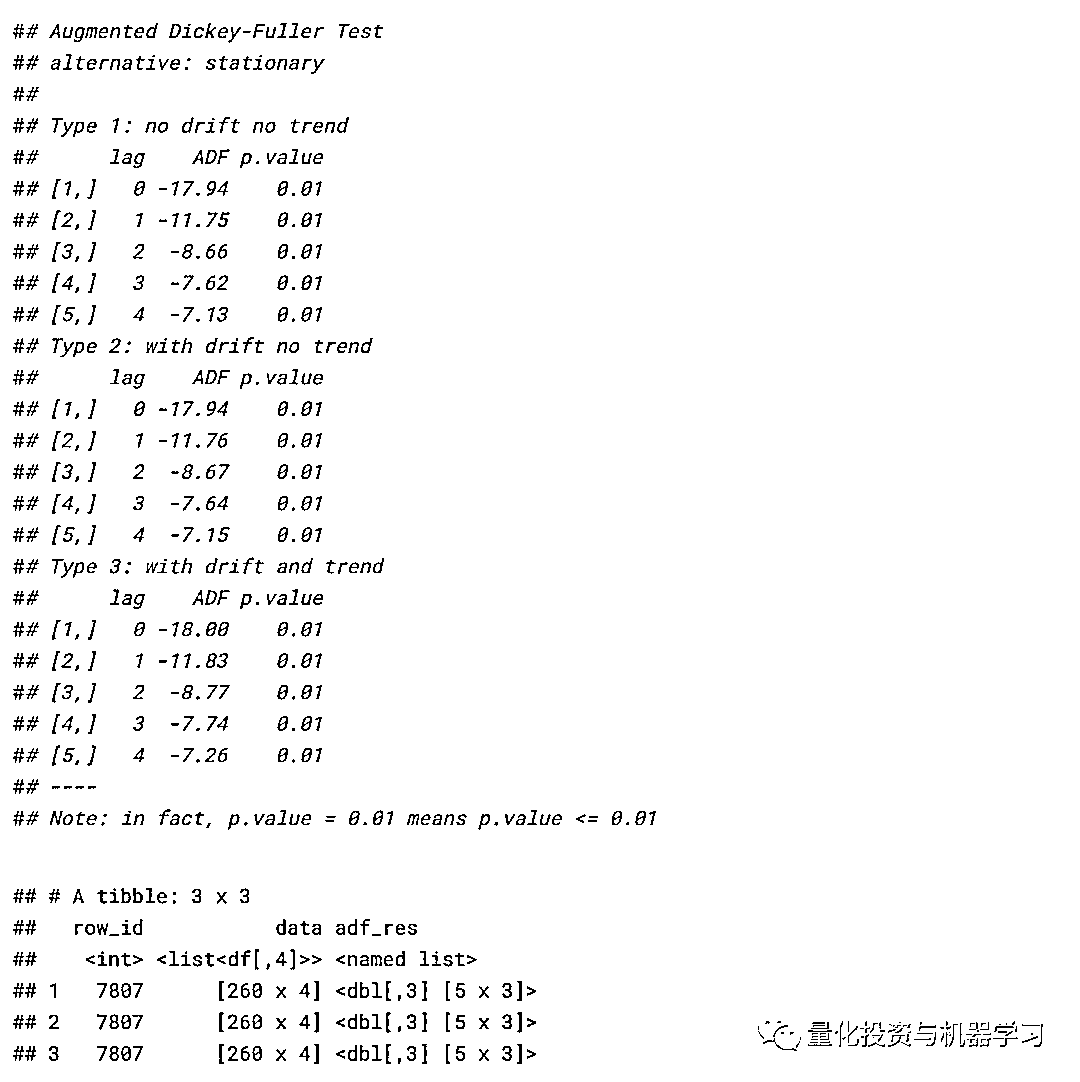 ## Augmented Dickey-Fuller Test
## alternative: stationary
##
## Type 1: no drift no trend
##      lag    ADF p.value
## [1,]   0 -17.94    0.01
## [2,]   1 -11.75    0.01
## [3,]   2  -8.66    0.01
## [4,]   3  -7.62    0.01
## [5,]   4  -7.13    0.01
## Type 2: with drift no trend
##      lag    ADF p.value
## [1,]   0 -17.94    0.01
## [2,]   1 -11.76    0.01
## [3,]   2  -8.67    0.01
## [4,]   3  -7.64    0.01
## [5,]   4  -7.15    0.01
## Type 3: with drift and trend
##      lag    ADF p.value
## [1,]   0 -18.00    0.01
## [2,]   1 -11.83    0.01
## [3,]   2  -8.77    0.01
## [4,]   3  -7.74    0.01
## [5,]   4  -7.26    0.01
## ----
## Note: in fact, p.value = 0.01 means p.value <= 0.01
## # A tibble: 3 x 3
##   row_id           data adf_res
##    <int> <list<df[,4]>> <named list>
## 1   7807      [260 x 4] <dbl[,3] [5 x 3]>
## 2   7807      [260 x 4] <dbl[,3] [5 x 3]>
## 3   7807      [260 x 4] <dbl[,3] [5 x 3]>
量化投资与机器学习